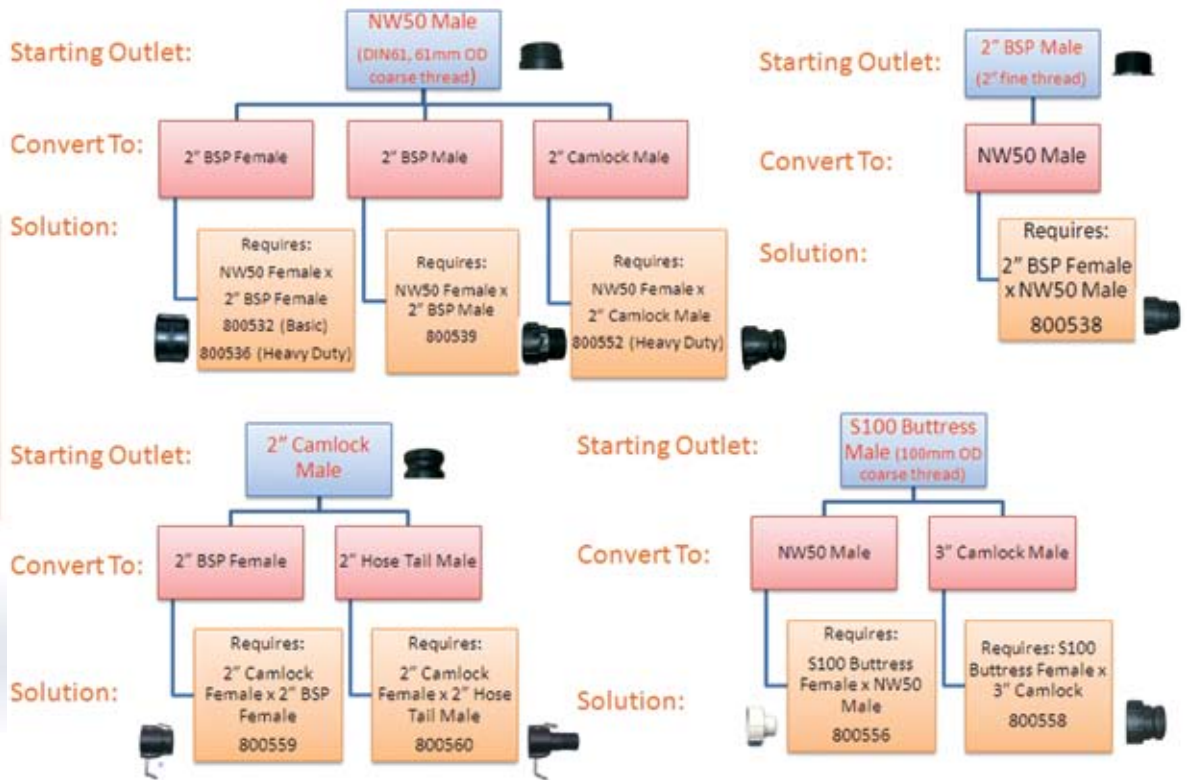 Starting Outlet:
NW50 Male
(DIN61, 61mm OD
coarse thread)
Convert To:
2" BSP Female
2" BSP Male
2" Camlock Male
Solution:
Requires:
NW50 Female x
2" BSP Female
800532 (Basic)
800536 (Heavy Duty)
Requires:
NW50 Female x
2" BSP Male
800539
Requires:
NW50 Female x
2" Camlock Male
800552 (Heavy Duty)
Starting Outlet:
2" BSP Male
(2" fine thread)
Convert To:
NW50 Male
Solution:
Requires:
2" BSP Female
x NW50 Male
800538
Starting Outlet:
2" Camlock
Male
Convert To:
2" BSP Female
2" Hose Tail Male
Solution:
Requires:
2" Camlock
Female x 2" BSP
Female
800559
Requires:
2" Camlock
Female x 2" Hose
Tail Male
800560
Starting Outlet:
S100 Buttress
Male (100mm OD
coarse thread)
Convert To:
NW50 Male
3" Camlock Male
Solution:
Requires:
S100 Buttress
Female x NW50
Male
800556
Requires: S100
Buttress Female x
3" Camlock
800558